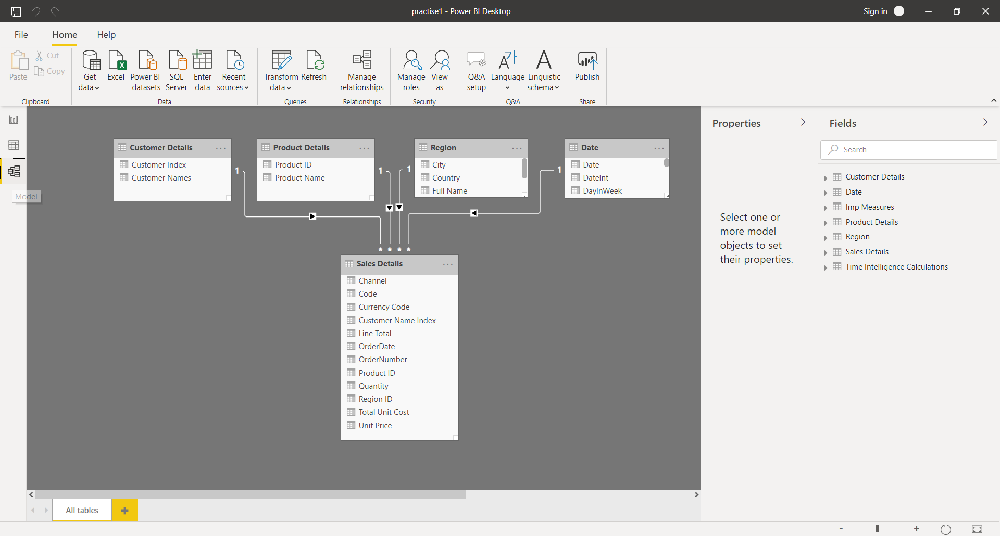 practise1 - Power BI Desktop
Sign in
File Home Help
Paste
Cut
Copy
Clipboard
Get data
Excel
Power BI datasets
SQL Server
Enter data
Recent sources
Data
Transform data
Refresh
Queries
Manage relationships
Relationships
Manage roles
View as
Security
Q&A setup
Language
Linguistic schema
Q&A
Publish
Share
Model
Customer Details ...
Customer Index
Customer Names
1
Product Details ...
Product ID
Product Name
1
1
Region ...
City
Country
Full Name
1
Date ...
Date
DateInt
DayInWeek
* * * *
Sales Details ...
Channel
Code
Currency Code
Customer Name Index
Line Total
OrderDate
OrderNumber
Product ID
Quantity
Region ID
Total Unit Cost
Unit Price
Properties
Select one or
more model
objects to set
their properties.
Fields
Search
Customer Details
Date
Imp Measures
Product Details
Region
Sales Details
Time Intelligence Calculations
All tables
+
- +